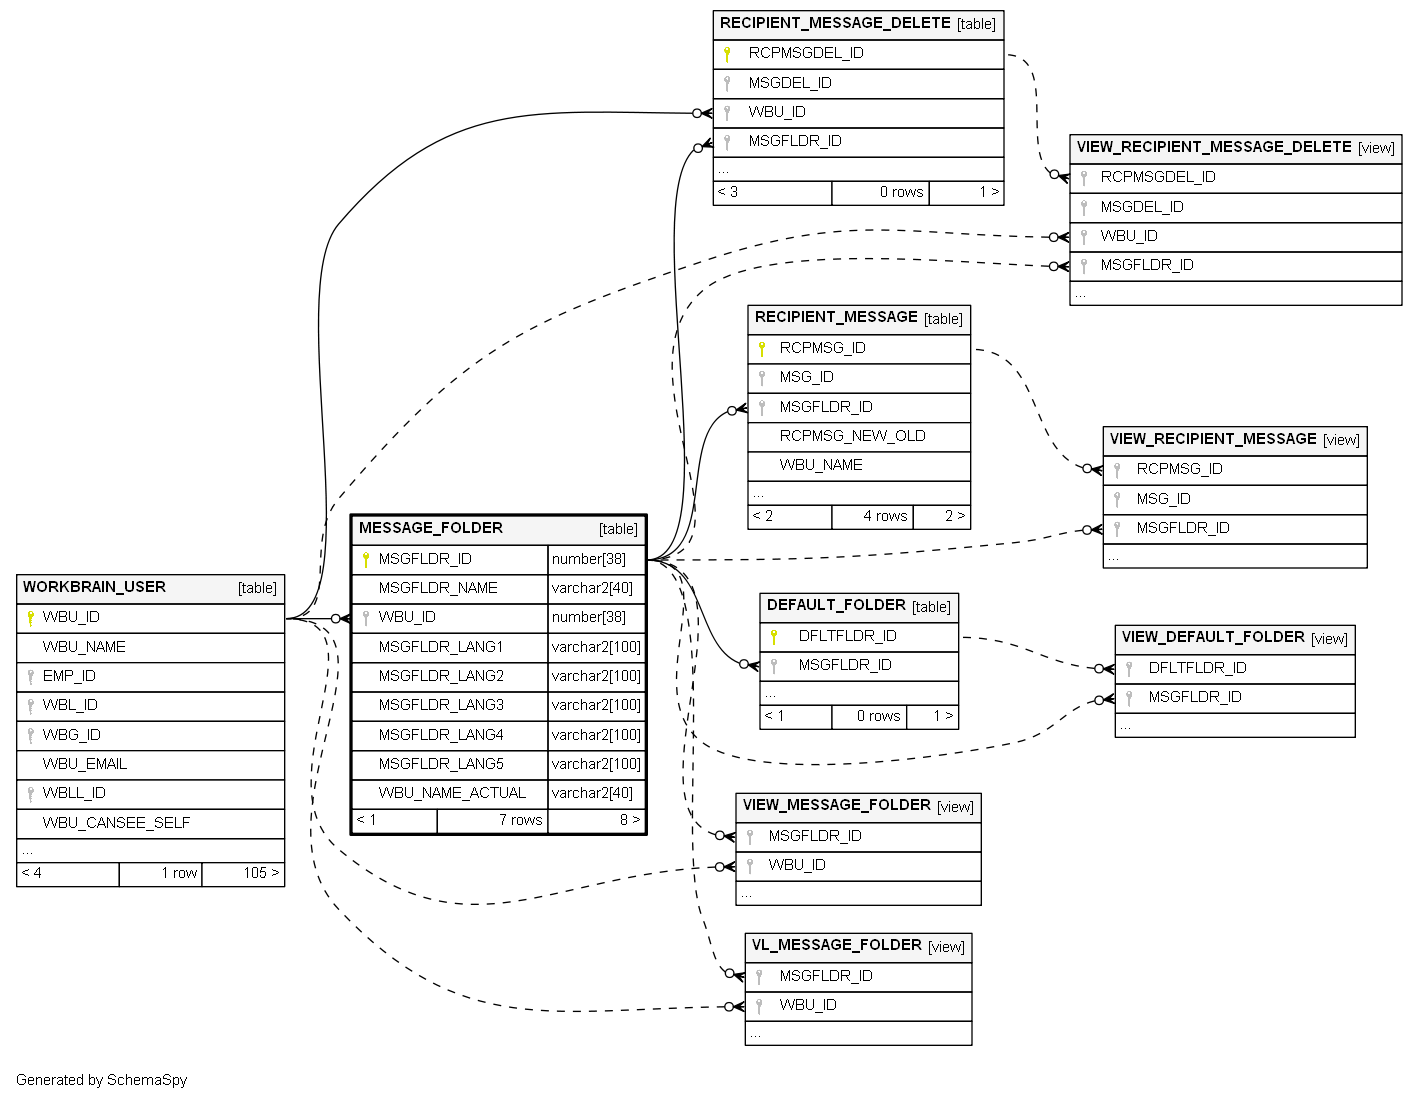 RECIPIENT_MESSAGE_DELETE [table]
RCPMSGDEL_ID
MSGDEL_ID
WBU_ID
MSGFLDR_ID
...
< 3 0 rows 1 >
VIEW_RECIPIENT_MESSAGE_DELETE [view]
RCPMSGDEL_ID
MSGDEL_ID
WBU_ID
MSGFLDR_ID
...
RECIPIENT_MESSAGE [table]
RCPMSG_ID
MSG_ID
MSGFLDR_ID
RCPMSG_NEW_OLD
WBU_NAME
...
< 2 4 rows 2 >
VIEW_RECIPIENT_MESSAGE [view]
RCPMSG_ID
MSG_ID
MSGFLDR_ID
...
MESSAGE_FOLDER [table]
MSGFLDR_ID number[38]
MSGFLDR_NAME varchar2[40]
WBU_ID number[38]
MSGFLDR_LANG1 varchar2[100]
MSGFLDR_LANG2 varchar2[100]
MSGFLDR_LANG3 varchar2[100]
MSGFLDR_LANG4 varchar2[100]
MSGFLDR_LANG5 varchar2[100]
WBU_NAME_ACTUAL varchar2[40]
< 1 7 rows 8 >
WORKBRAIN_USER [table]
WBU_ID
WBU_NAME
EMP_ID
WBL_ID
WBG_ID
WBU_EMAIL
WBLL_ID
WBU_CANSEE_SELF
...
< 4 1 row 105 >
DEFAULT_FOLDER [table]
DFLTFLDR_ID
MSGFLDR_ID
...
< 1 0 rows 1 >
VIEW_DEFAULT_FOLDER [view]
DFLTFLDR_ID
MSGFLDR_ID
...
VIEW_MESSAGE_FOLDER [view]
MSGFLDR_ID
WBU_ID
...
VL_MESSAGE_FOLDER [view]
MSGFLDR_ID
WBU_ID
...
Generated by SchemaSpy